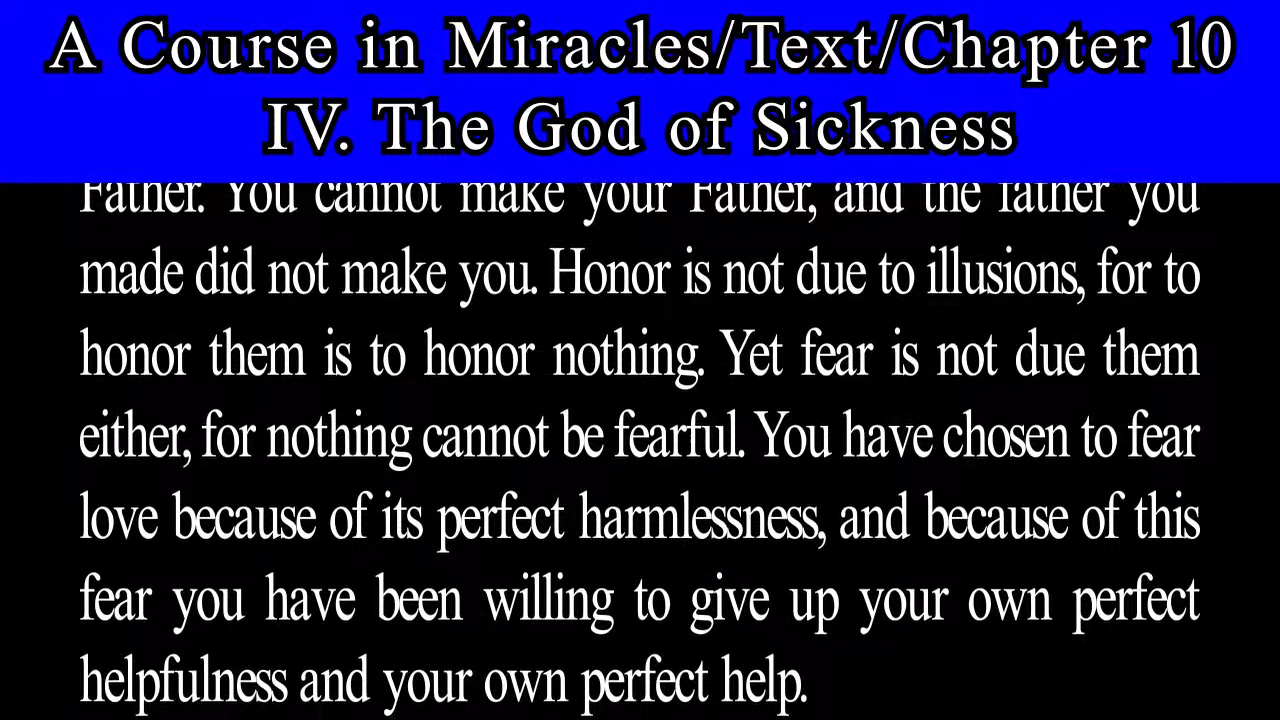 A Course in Miracles/Text/Chapter 10
IV. The God of Sickness
Father. You cannot make your Father, and the father you
made did not make you. Honor is not due to illusions, for to
honor them is to honor nothing. Yet fear is not due them
either, for nothing cannot be fearful. You have chosen to fear
love because of its perfect harmlessness, and because of this
fear you have been willing to give up your own perfect
helpfulness and your own perfect help.